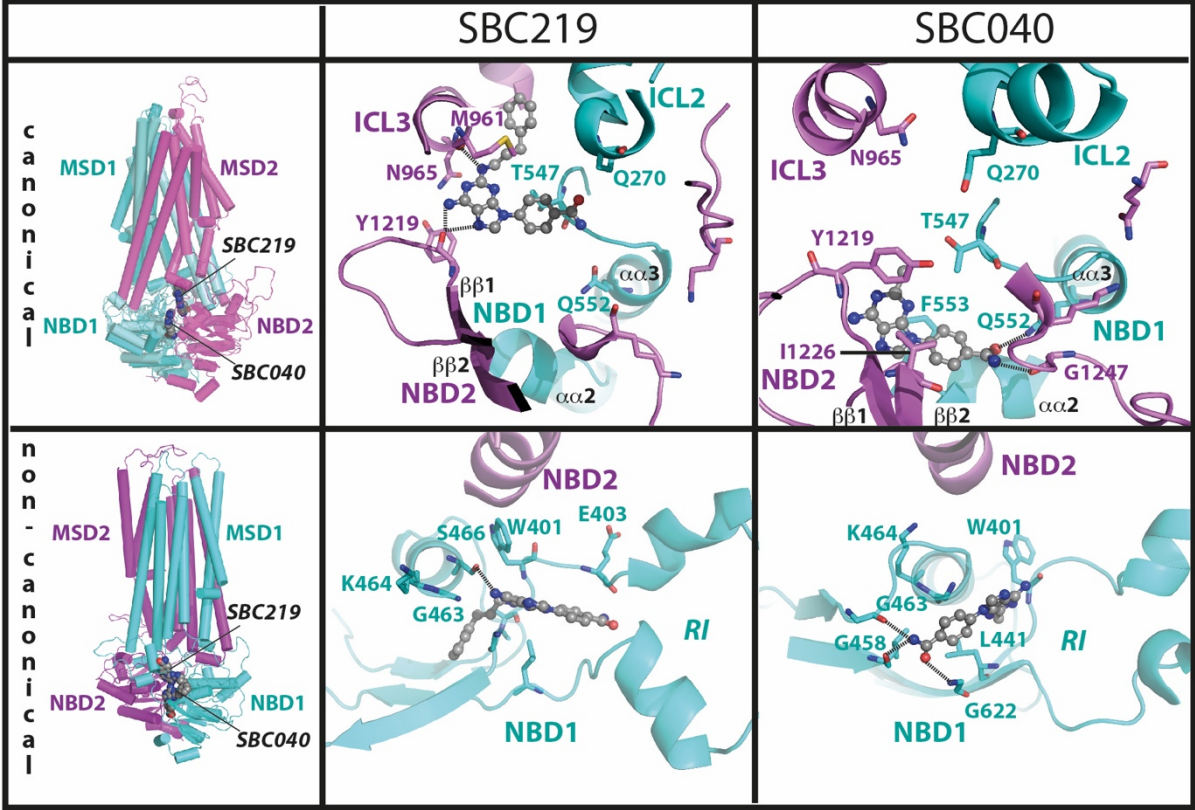 SBC219
SBC040
canonical
MSD1
MSD2
SBC219
NBD1
NBD2
SBC040
ICL3
M961
ICL2
N965
T547
Q270
Y1219
ββ1
αα3
NBD1
Q552
ββ2
NBD2
αα2
ICL3
N965
ICL2
Q270
T547
Y1219
αα3
F553
Q552
NBD1
I1226
NBD2
G1247
ββ1
ββ2
αα2
non-canonical
MSD2
MSD1
SBC219
NBD2
NBD1
SBC040
NBD2
S466
W401
E403
K464
G463
RI
NBD1
NBD2
K464
W401
G463
G458
L441
RI
G622
NBD1